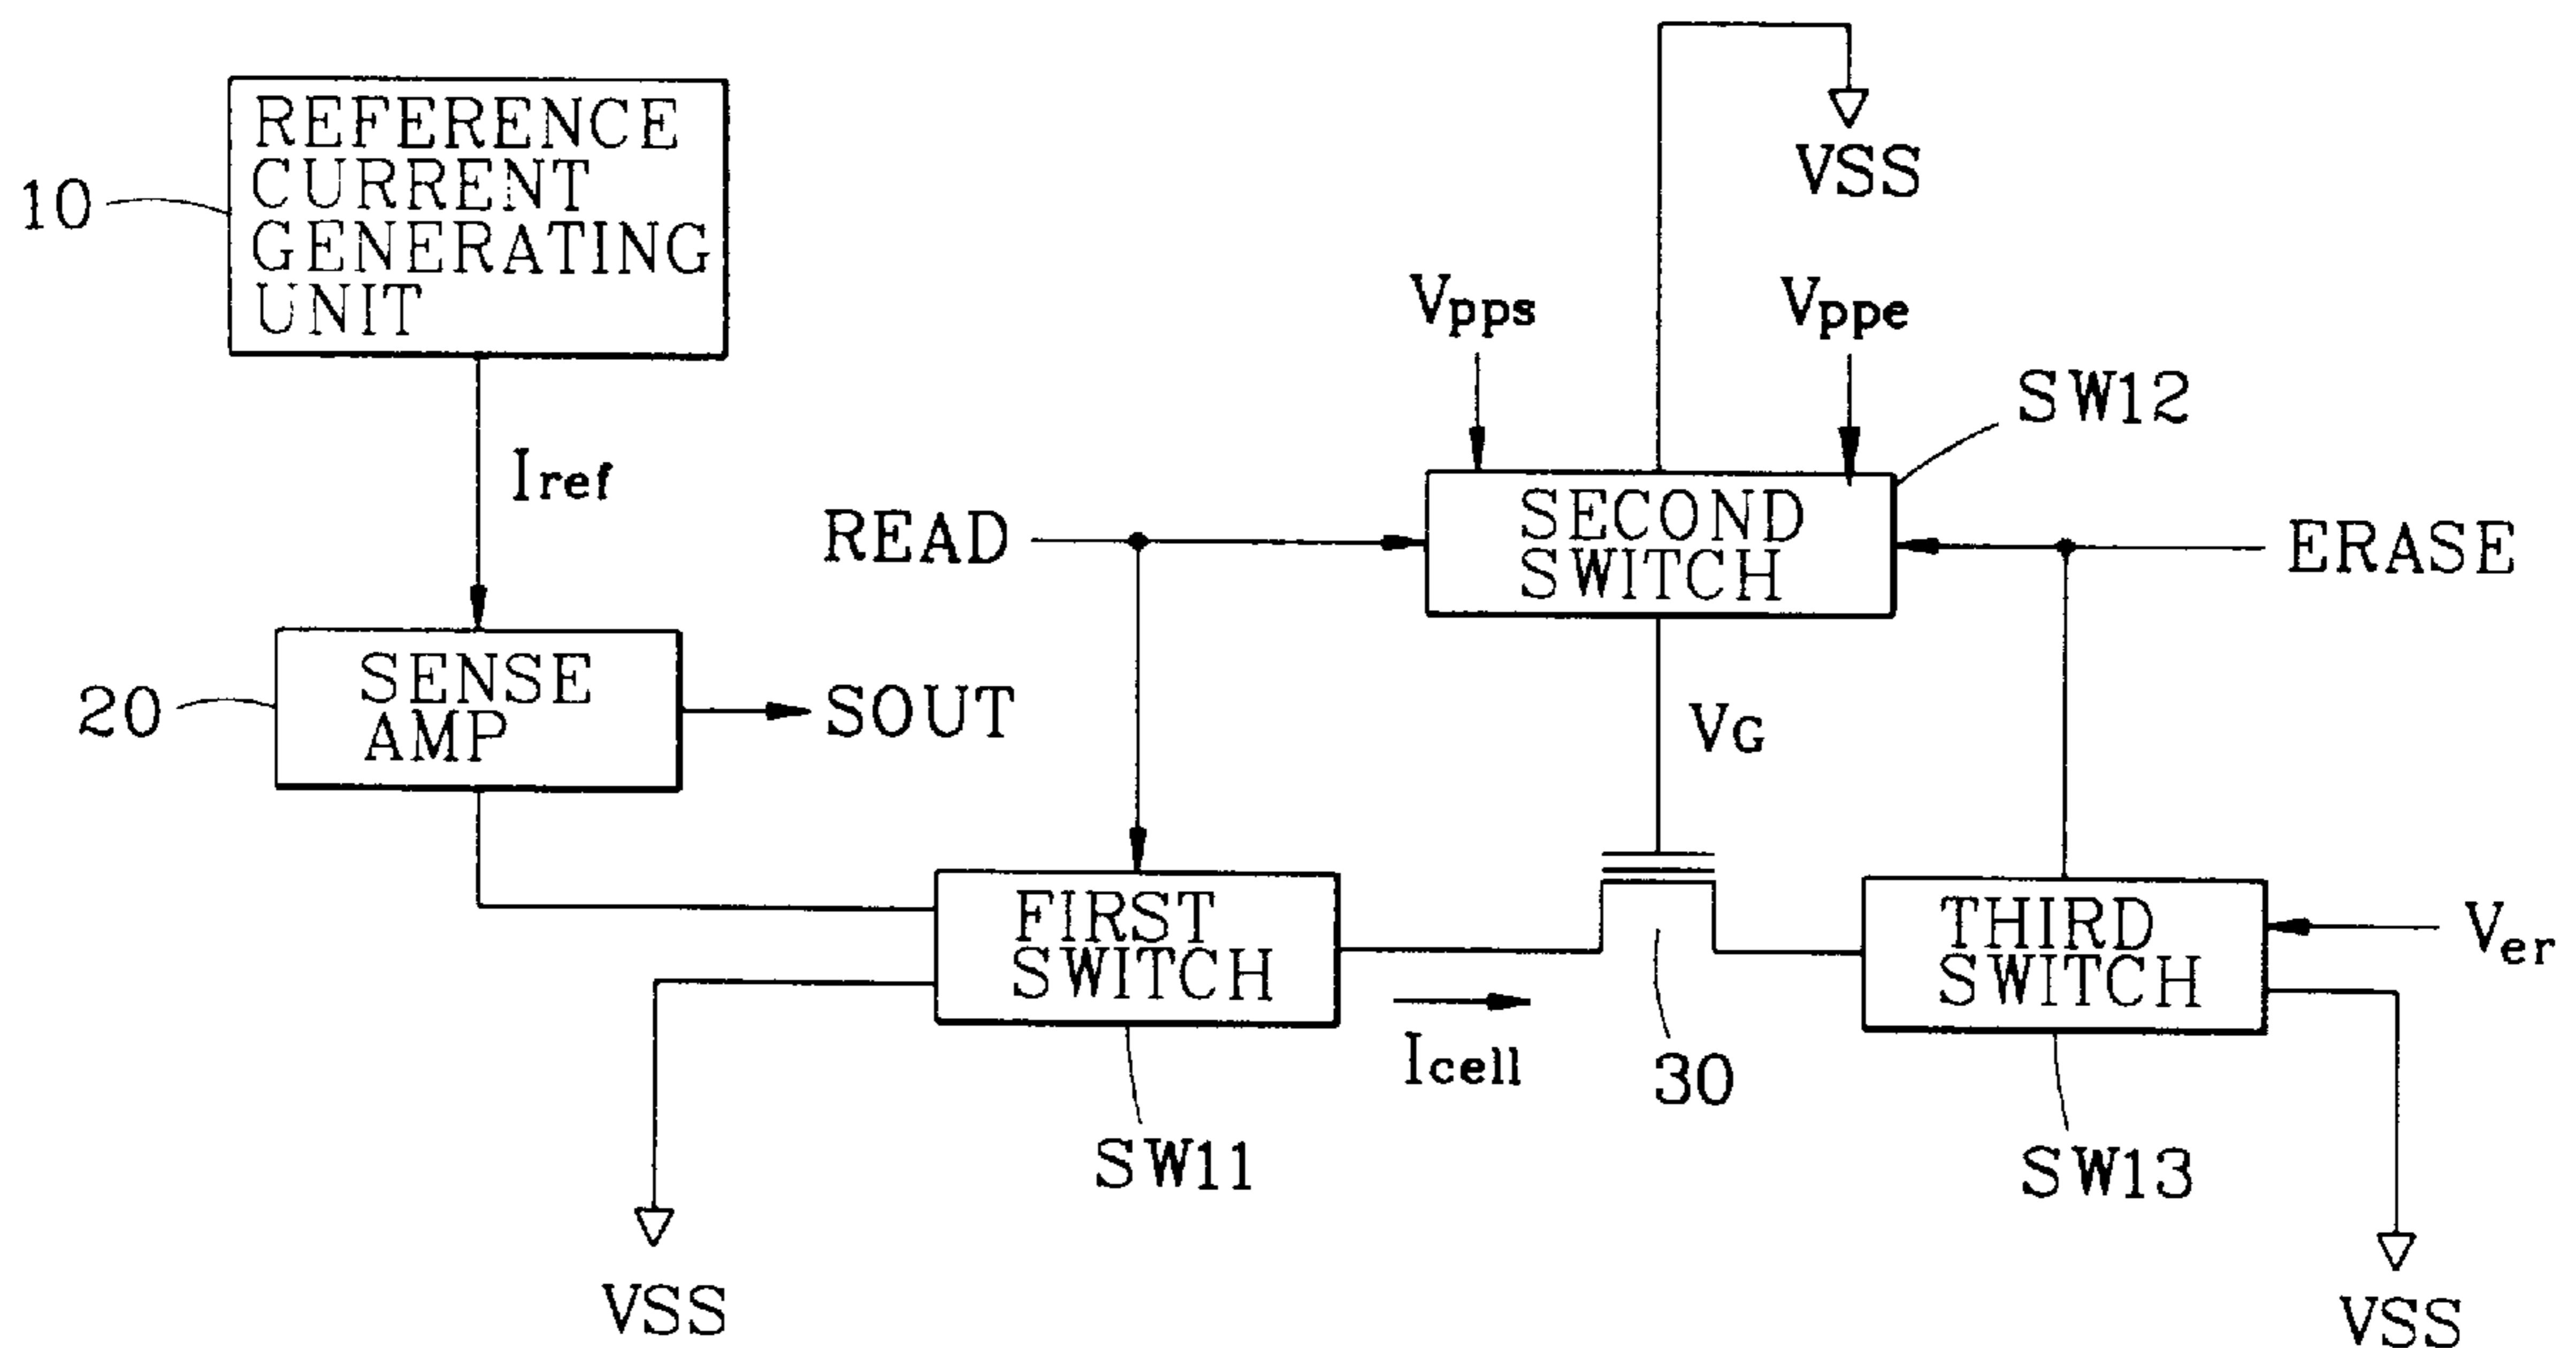 REFERENCE
CURRENT
GENERATING
UNIT
10
VSS
Vpps
Vppe
SW12
Iref
READ
SECOND
SWITCH
ERASE
SENSE
AMP
20
SOUT
VG
FIRST
SWITCH
THIRD
SWITCH
Ver
Icell
30
SW11
SW13
VSS
VSS